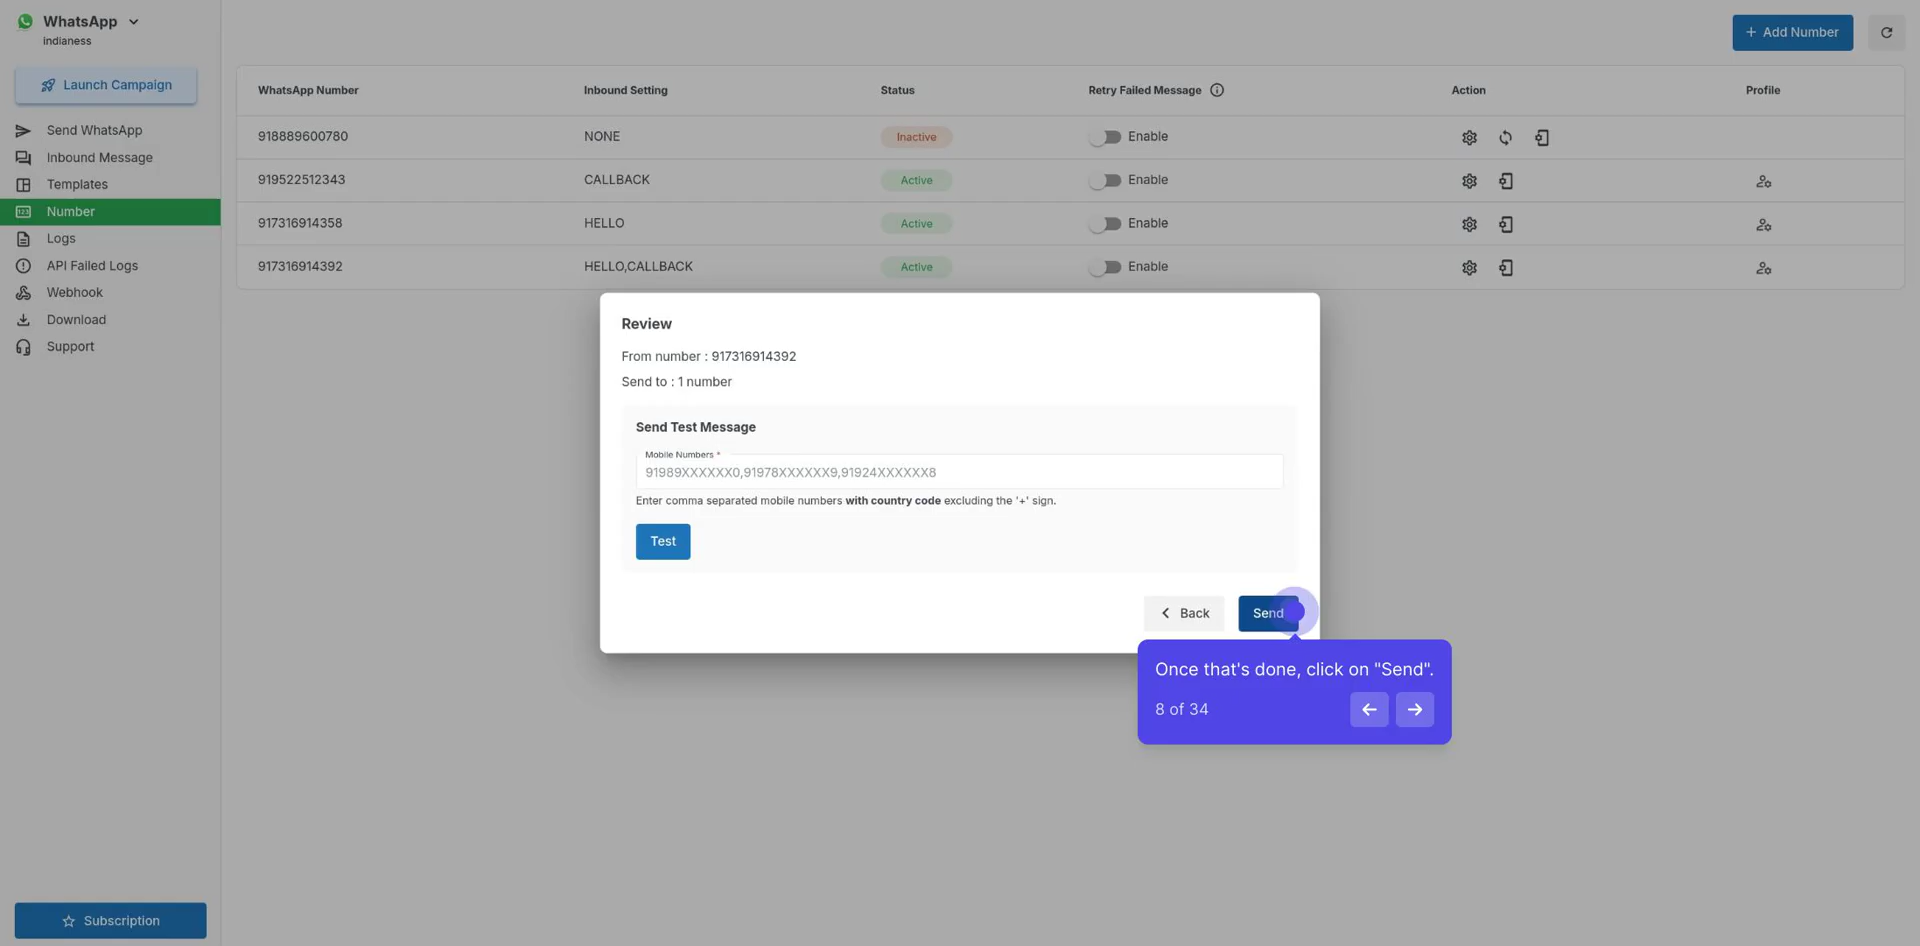 WhatsApp
indianess
Launch Campaign
Send WhatsApp
Inbound Message
Templates
Number
Logs
API Failed Logs
Webhook
Download
Support
Subscription
+ Add Number
WhatsApp Number Inbound Setting Status Retry Failed Message Action Profile
918889600780 NONE Inactive Enable
919522512343 CALLBACK Active Enable
917316914358 HELLO Active Enable
917316914392 HELLO,CALLBACK Active Enable
Review
From number : 917316914392
Send to : 1 number
Send Test Message
Mobile Numbers *
91989XXXXXX0,91978XXXXXX9,91924XXXXXX8
Enter comma separated mobile numbers with country code excluding the '+' sign.
Test
Back Send
Once that's done, click on "Send".
8 of 34